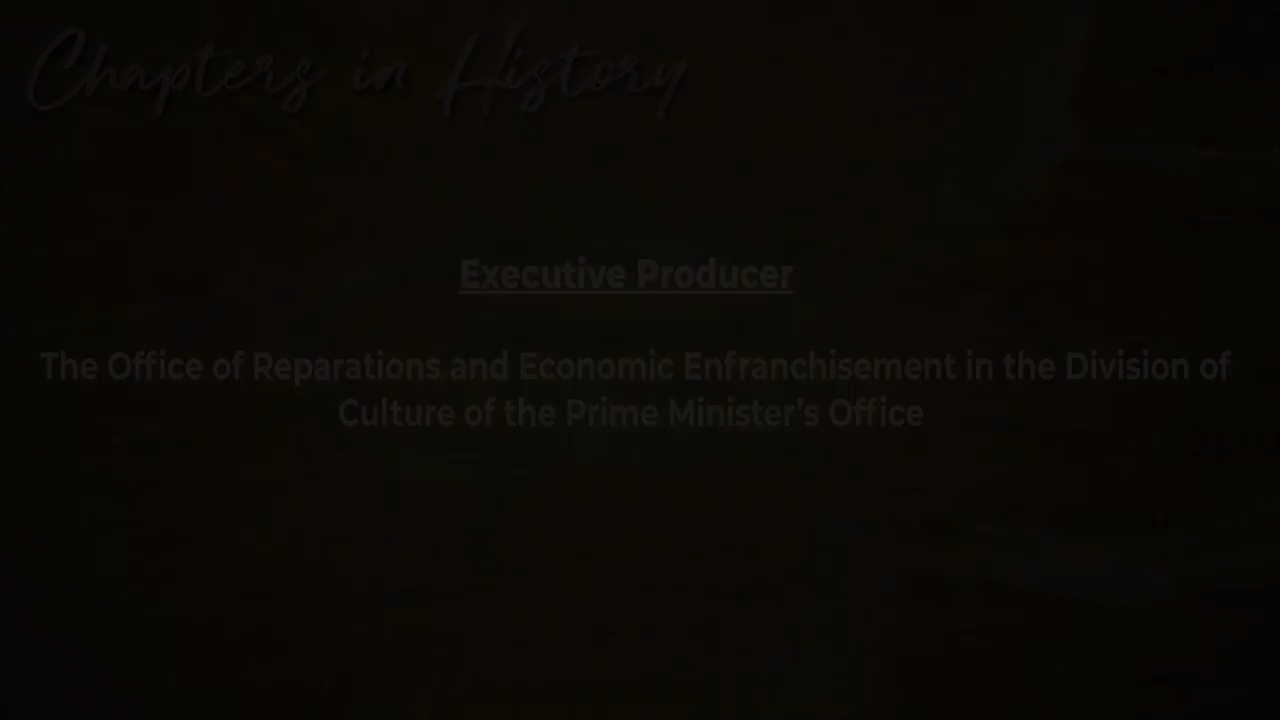 Chapters in History
Executive Producer
The Office of Reparations and Economic Enfranchisement in the Division of
Culture of the Prime Minister's Office